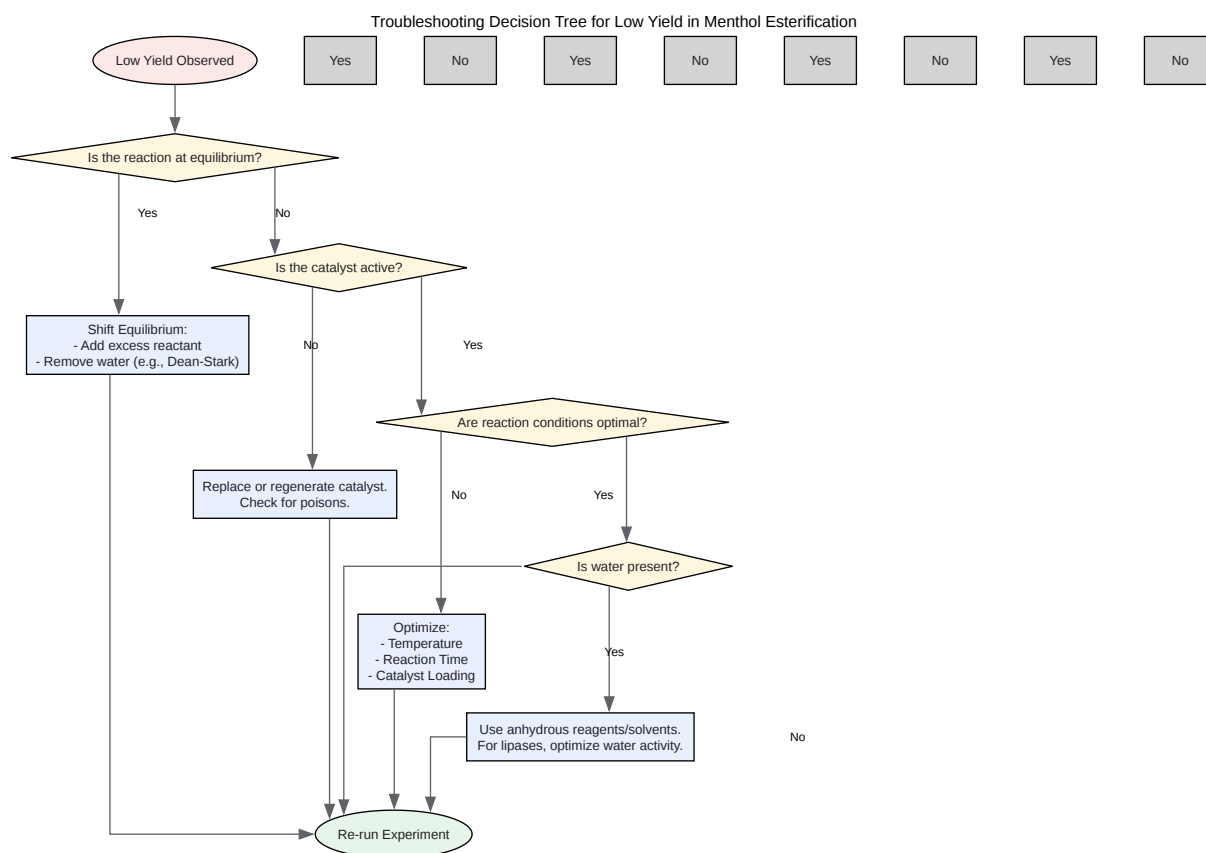 Troubleshooting Decision Tree for Low Yield in Menthol Esterification
Low Yield Observed
Yes
No
Yes
No
Yes
No
Yes
No
Is the reaction at equilibrium?
Yes
No
Is the catalyst active?
Shift Equilibrium:
- Add excess reactant
- Remove water (e.g., Dean-Stark)
No
Yes
Are reaction conditions optimal?
Replace or regenerate catalyst.
Check for poisons.
No
Yes
Is water present?
Optimize:
- Temperature
- Reaction Time
- Catalyst Loading
Yes
Use anhydrous reagents/solvents.
For lipases, optimize water activity.
No
Re-run Experiment